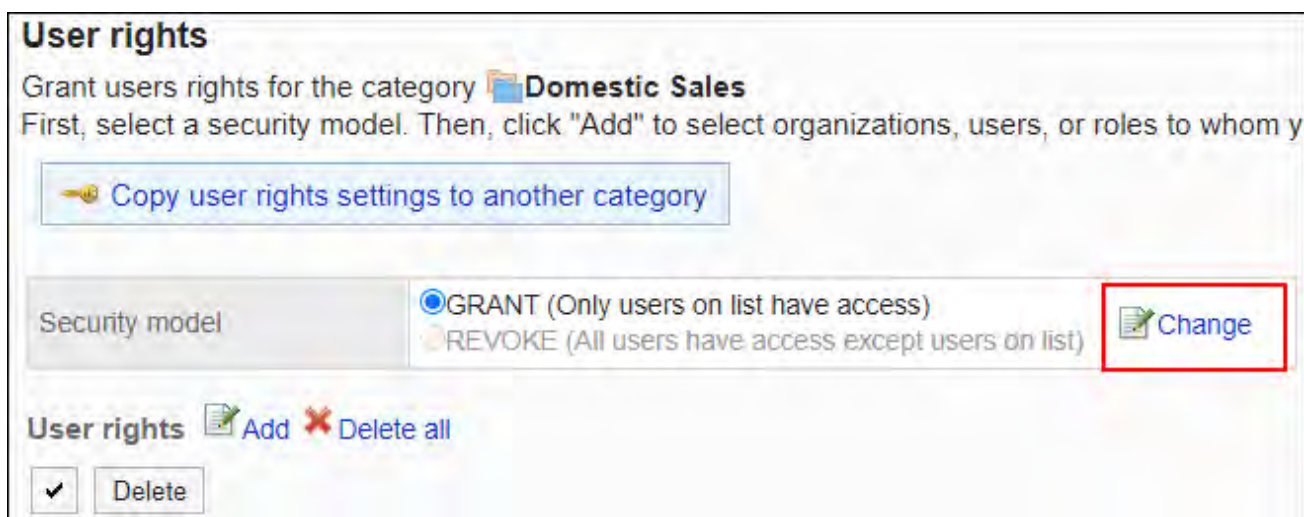 User rights
Grant users rights for the category Domestic Sales
First, select a security model. Then, click "Add" to select organizations, users, or roles to whom y
Copy user rights settings to another category
Security model
GRANT (Only users on list have access)
REVOKE (All users have access except users on list)
Change
User rights Add Delete all
Delete